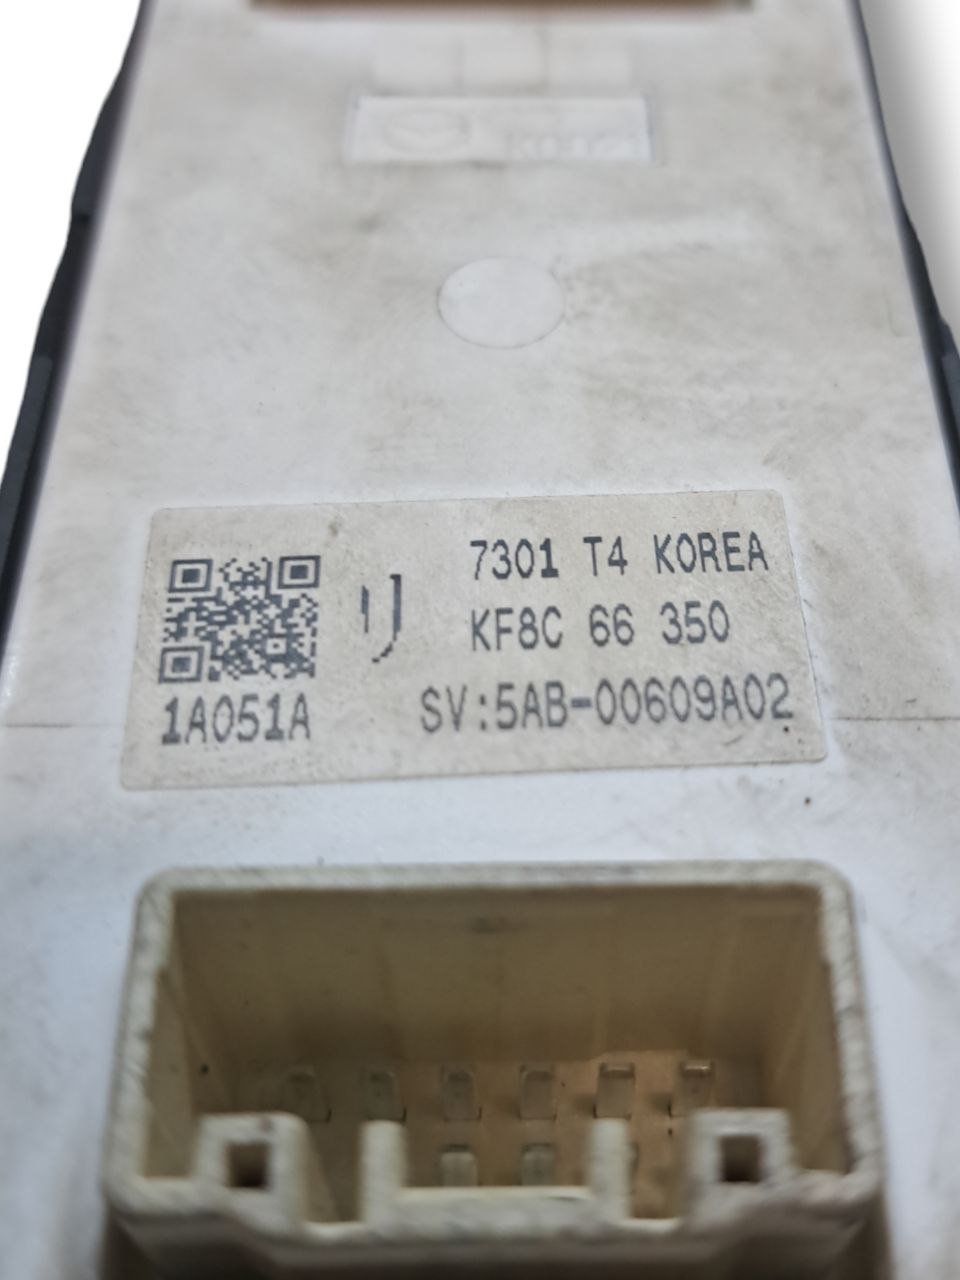 7301 T4 KOREA
KF8C 66 350
1A051A
SV:5AB-00609A02